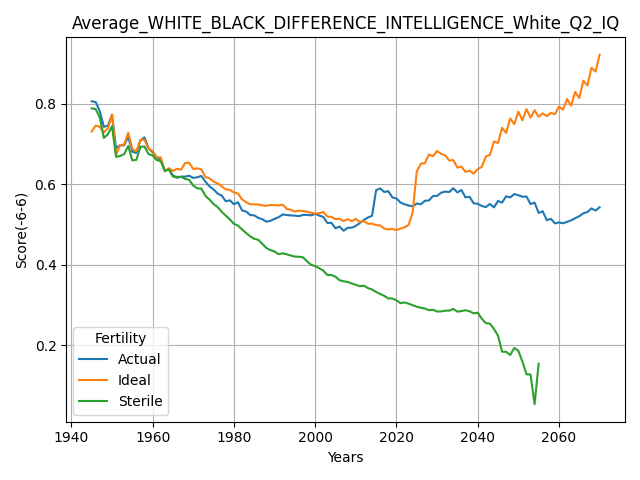 Average_WHITE_BLACK_DIFFERENCE_INTELLIGENCE_White_Q2_IQ
Score(-6-6)
0.8
0.6
0.4
0.2
Fertility
Actual
Ideal
Sterile
1940 1960 1980 2000 2020 2040 2060
Years